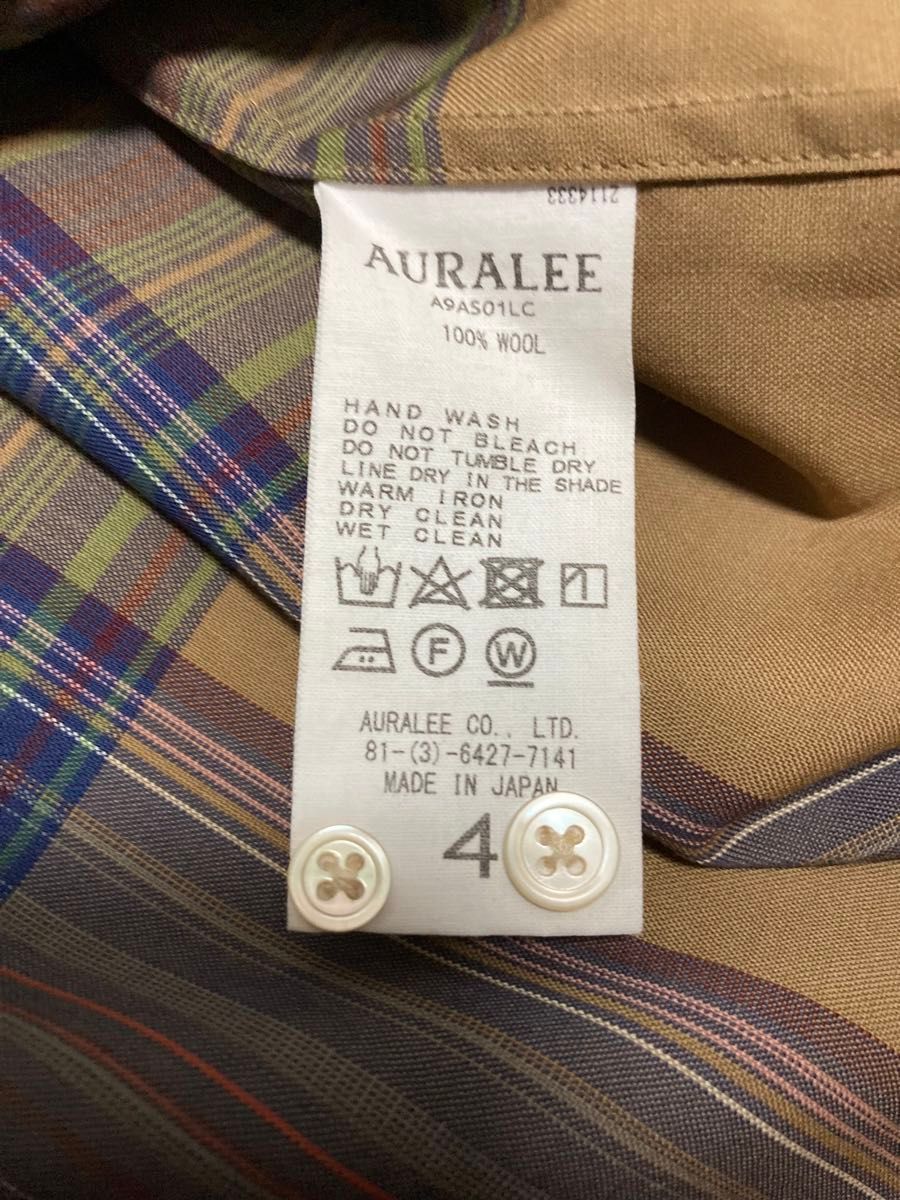 2114333
AURALEE
A9AS01LC
100% WOOL
HAND WASH
DO NOT BLEACH
DO NOT TUMBLE DRY
LINE DRY IN THE SHADE
WARM IRON
DRY CLEAN
WET CLEAN
F W
AURALEE CO., LTD.
81-(3)-6427-7141
MADE IN JAPAN
4